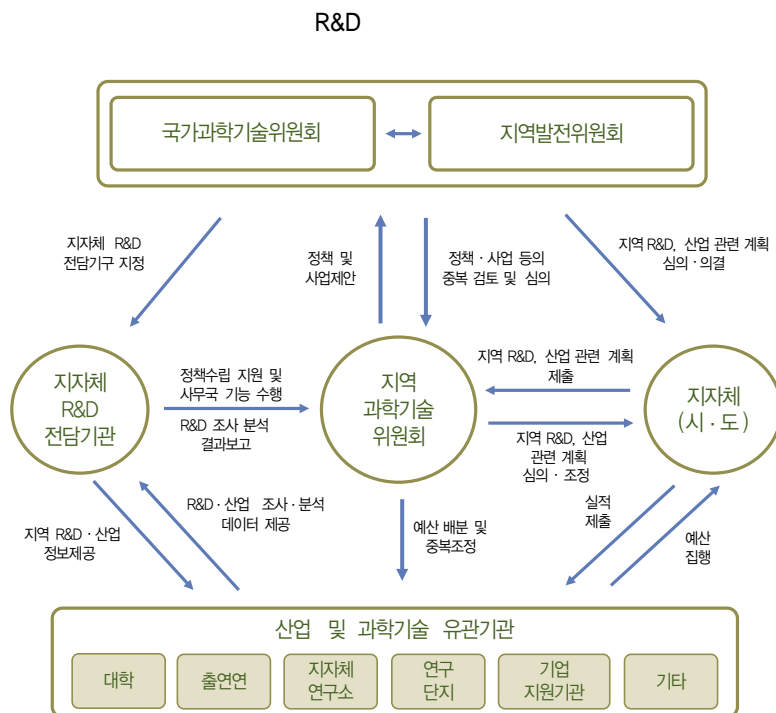 R&D
국가과학기술위원회
지역발전위원회
지자체 R&D
전담기구 지정
정책 및
사업제안
정책·사업 등의
중복 검토 및 심의
지역 R&D, 산업 관련 계획
심의·의결
지자체
R&D
전담기관
정책수립 지원 및
사무국 기능 수행
R&D 조사 분석
결과보고
지역
과학기술
위원회
지역 R&D, 산업 관련 계획
제출
지역 R&D, 산업
관련 계획
심의·조정
지자체
(시·도)
지역 R&D·산업
정보제공
R&D·산업 조사·분석
데이터 제공
예산 배분 및
중복조정
실적
제출
예산
집행
산업 및 과학기술 유관기관
대학
출연연
지자체
연구소
연구
단지
기업
지원기관
기타